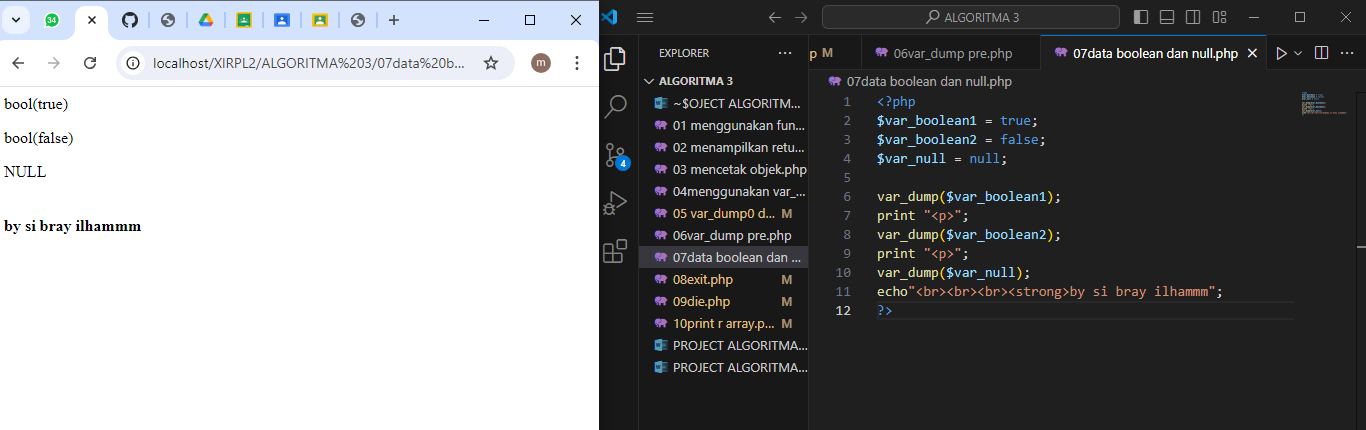 34
localhost/XIRPL2/ALGORITMA%203/07data%20b...
m
bool(true)
bool(false)
NULL
by si bray ilhammm
ALGORITMA 3
4
EXPLORER
ALGORITMA 3
~$OJECT ALGORITM...
01 menggunakan fun...
02 menampilkan retu...
03 mencetak objek.php
04menggunakan var_...
05 var_dump0 d... M
06var_dump pre.php
07data boolean dan ...
08exit.php M
09die.php M
10print r array.p... M
PROJECT ALGORITMA...
PROJECT ALGORITMA...
p M
06var_dump pre.php
07data boolean dan null.php
07data boolean dan null.php
1 <?php
2 $var_boolean1 = true;
3 $var_boolean2 = false;
4 $var_null = null;
5
6 var_dump($var_boolean1);
7 print "<p>";
8 var_dump($var_boolean2);
9 print "<p>";
10 var_dump($var_null);
11 echo"<br><br><br><strong>by si bray ilhammm";
12 ?>